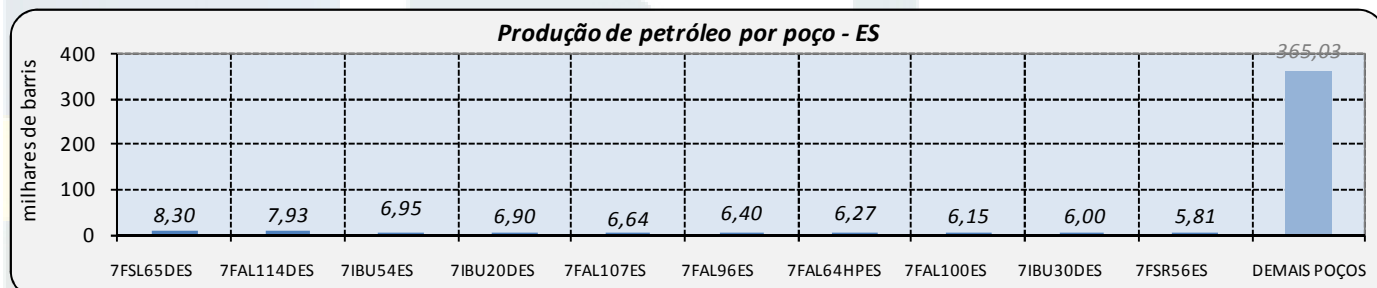 Produção de petróleo por poço - ES
milhares de barris
400
300
200
100
0
8,30 7,93 6,95 6,90 6,64 6,40 6,27 6,15 6,00 5,81 365,03
7FSL65DES 7FAL114DES 7IBU54ES 7IBU20DES 7FAL107ES 7FAL96ES 7FAL64HPES 7FAL100ES 7IBU30DES 7FSR56ES DEMAIS POÇOS